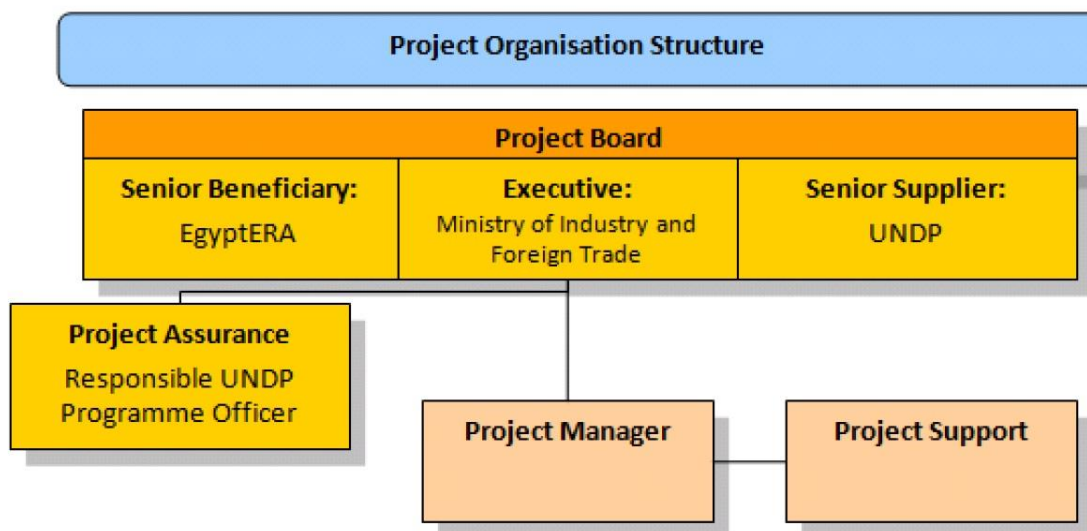 Project Organisation Structure
Project Board
Senior Beneficiary:
EgyptERA
Executive:
Ministry of Industry and
Foreign Trade
Senior Supplier:
UNDP
Project Assurance
Responsible UNDP
Programme Officer
Project Manager
Project Support